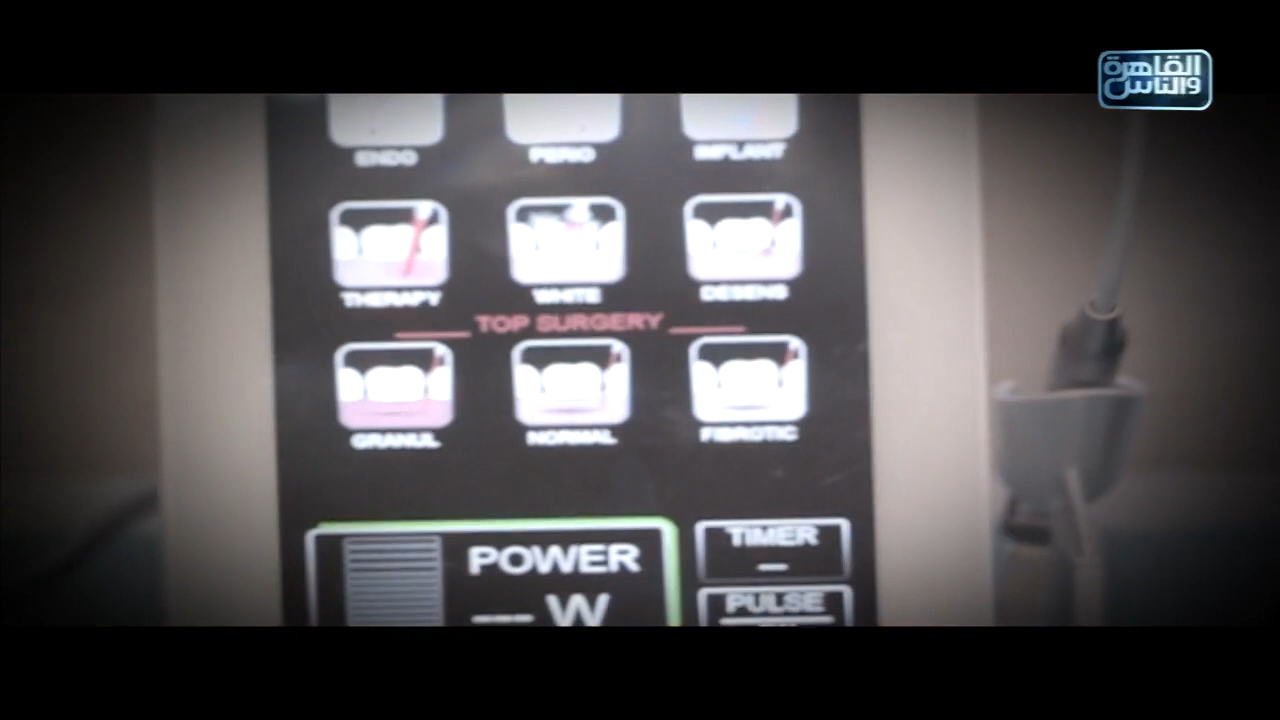 القاهرة
والناس
ENDO PERIO IMPLANT
THERAPY WHITE DESENS
TOP SURGERY
GRANUL NORMAL FIBROTIC
POWER
--- W
TIMER
--
PULSE